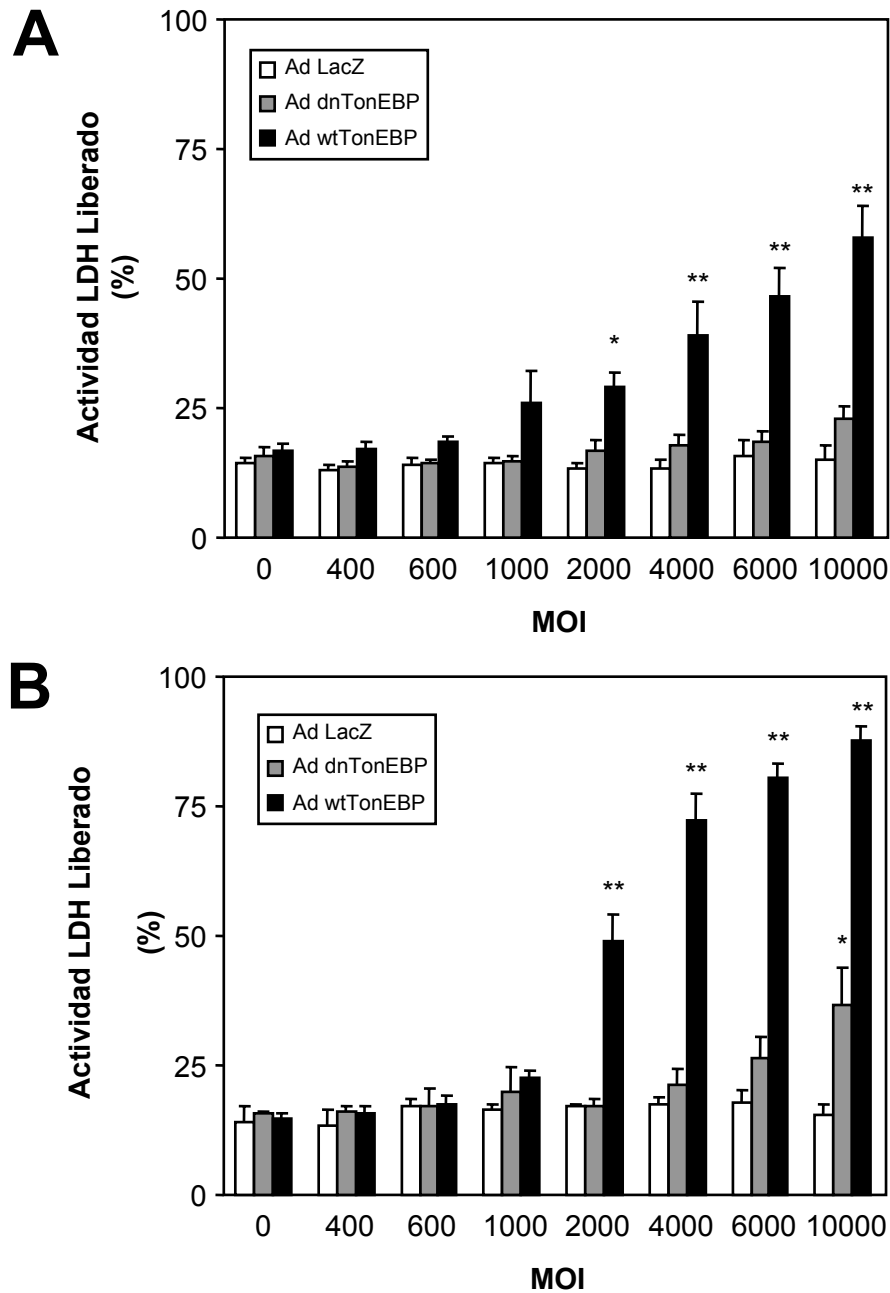 A
Actividad LDH Liberado
(%)
100
75
50
25
0
Ad LacZ
Ad dnTonEBP
Ad wtTonEBP
*
**
**
**
0 400 600 1000 2000 4000 6000 10000
MOI
B
Actividad LDH Liberado
(%)
100
75
50
25
0
Ad LacZ
Ad dnTonEBP
Ad wtTonEBP
**
**
**
*
**
0 400 600 1000 2000 4000 6000 10000
MOI